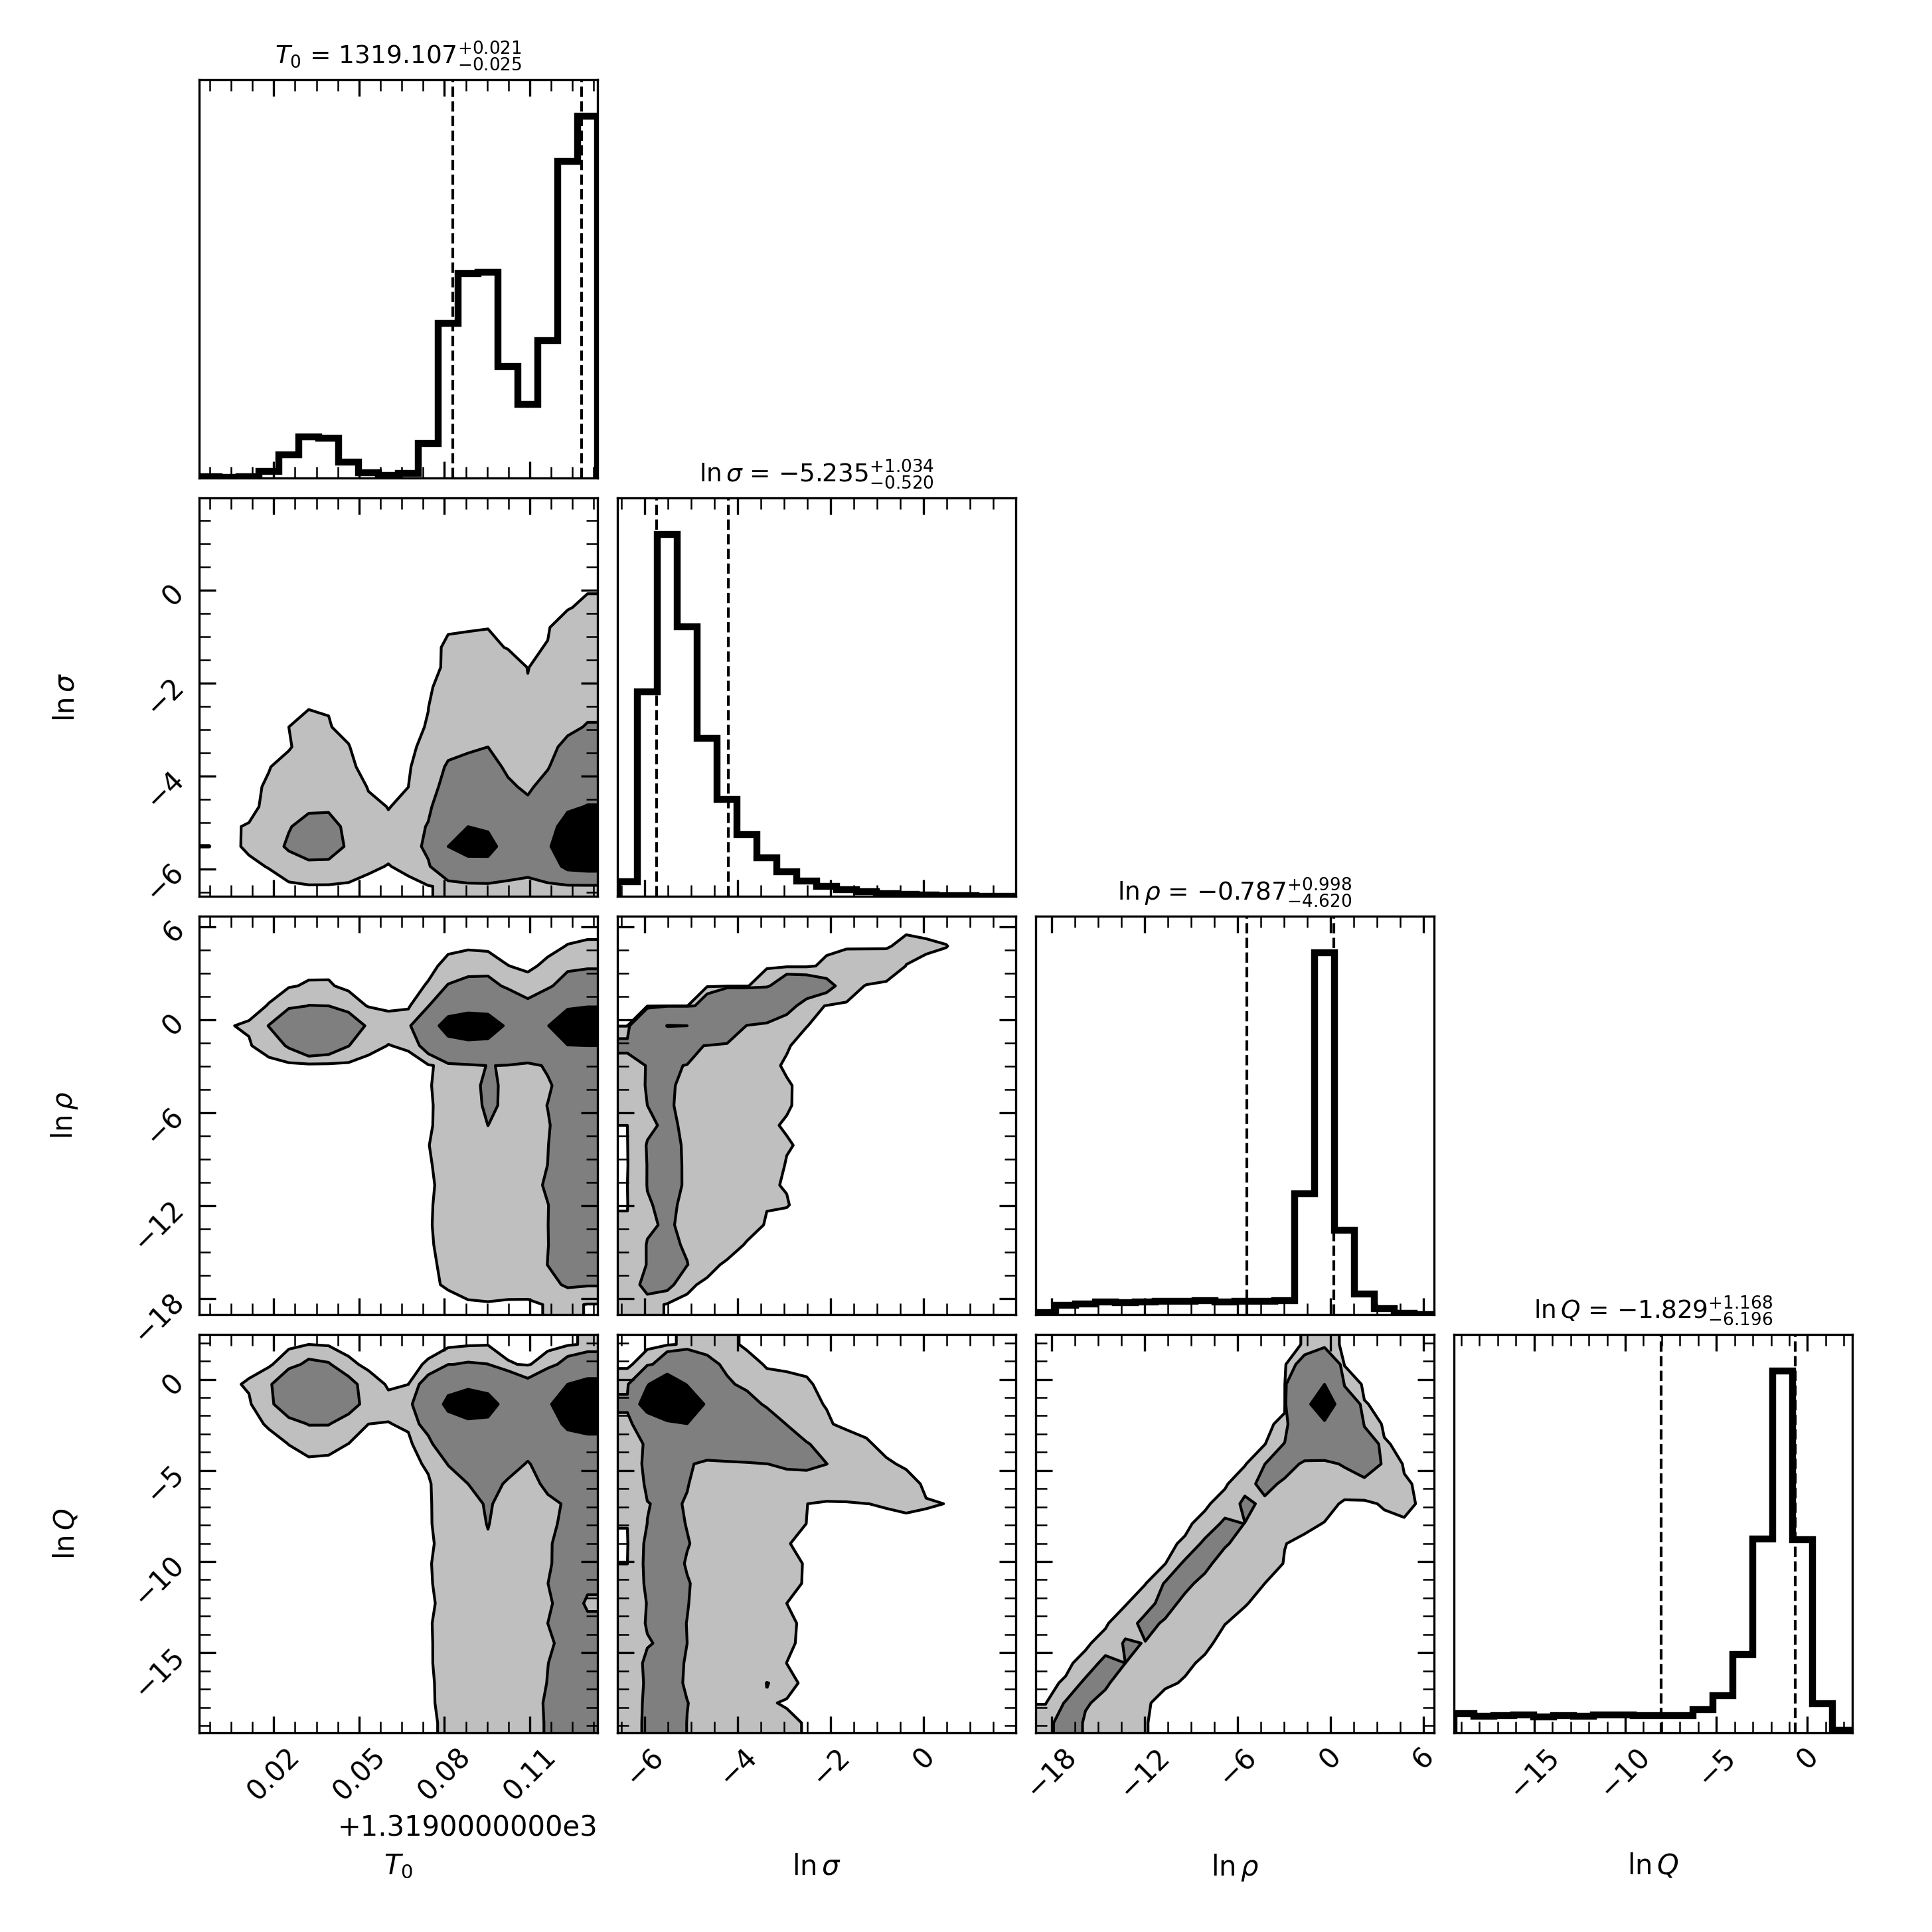 T₀ = 1319.107 +0.021 −0.025
ln σ = −5.235 +1.034 −0.520
0
−2
−4
−6
ln σ
ln ρ = −0.787 +0.998 −4.620
6
0
−6
−12
−18
ln ρ
ln Q = −1.829 +1.168 −6.196
0
−5
−10
−15
ln Q
0.02 0.05 0.08 0.11
−6 −4 −2 0
−18 −12 −6 0 6
−15 −10 −5 0
+1.3190000000e3
T₀ ln σ ln ρ ln Q